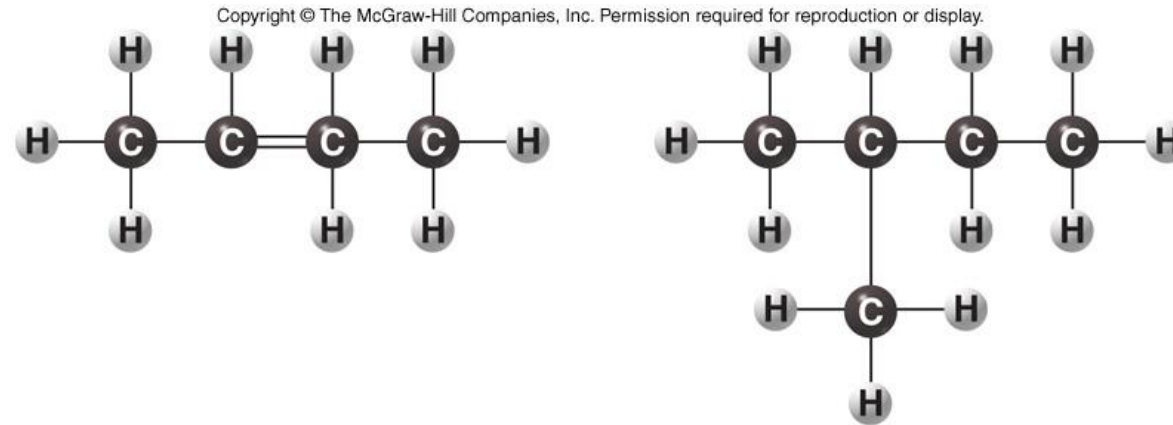 Copyright © The McGraw-Hill Companies, Inc. Permission required for reproduction or display.
H H H H H H H H
H C C C C H H C C C C H
H H H H H H
H C H
H